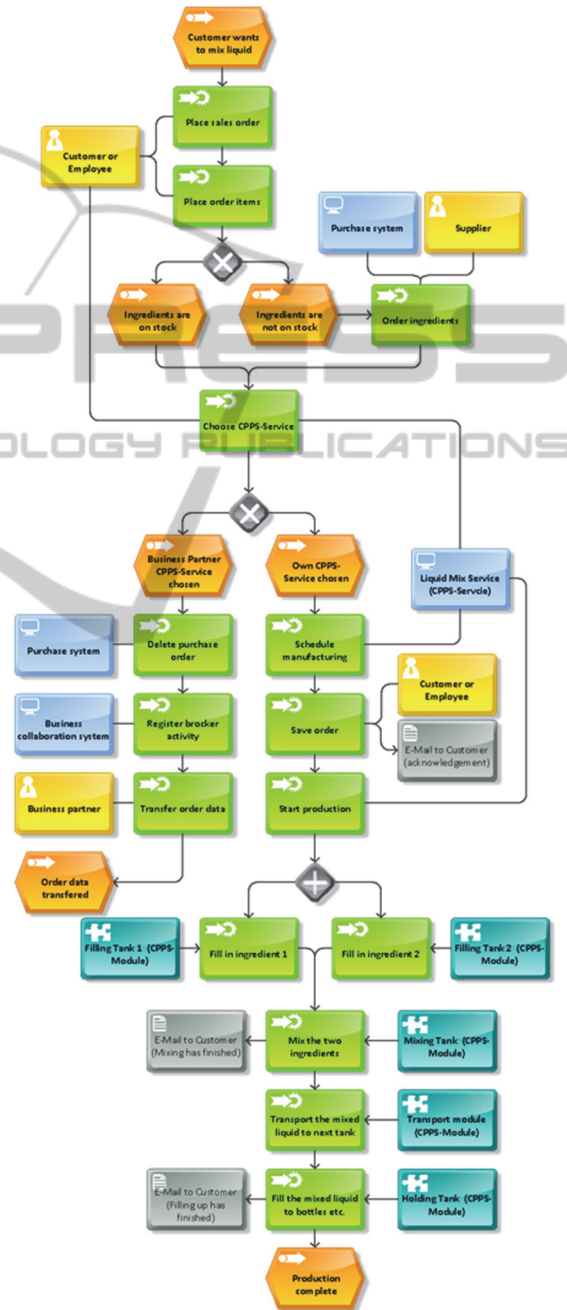 Customer wants
to mix liquid
Place sales order
Customer or
Employee
Place order items
Purchase system
Supplier
Ingredients are
on stock
Ingredients are
not on stock
Order ingredients
PRESS
Choose CPPS-Service
OLOGY PUBLICATIONS
Business Partner
CPPS-Service
chosen
Own CPPS-
Service chosen
Liquid Mix Service
(CPPS-Servcie)
Purchase system
Delete purchase
order
Schedule
manufacturing
Customer or
Employee
Business
collaboration system
Register brocker
activity
Save order
E-Mail to Customer
(acknowledgement)
Business partner
Transfer order data
Start production
Order data
transfered
Filling Tank 1 (CPPS-
Module)
Fill in ingredient 1
Fill in ingredient 2
Filling Tank 2 (CPPS-
Module)
E-Mail to Customer
(Mixing has finished)
Mix the two
ingredients
Mixing Tank (CPPS-
Module)
Transport the mixed
liquid to next tank
Transport module
(CPPS-Module)
E-Mail to Customer
(Filling up has
finished)
Fill the mixed liquid
to bottles etc.
Holding Tank (CPPS-
Module)
Production
complete